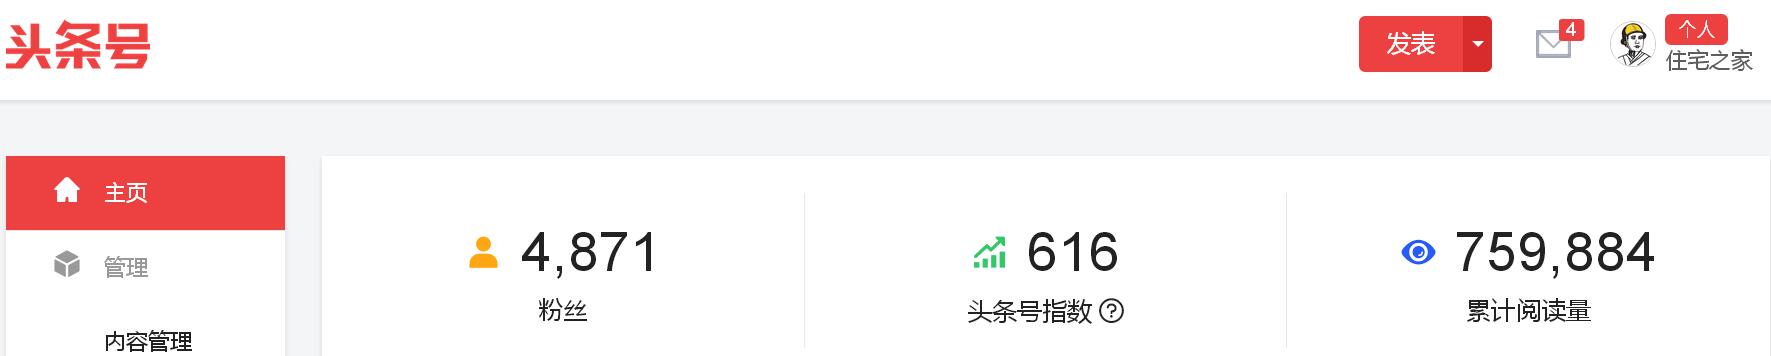 头条号
发表
4
个人
住宅之家
主页
管理
内容管理
4,871
粉丝
616
头条号指数 ?
759,884
累计阅读量